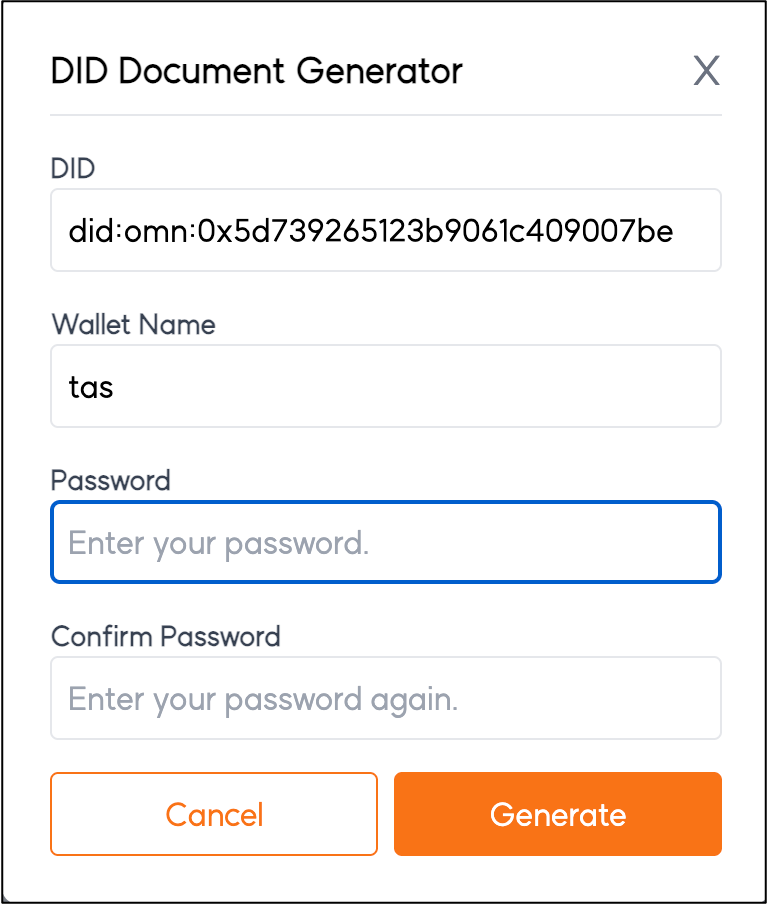 DID Document Generator X
DID
did:omn:0x5d739265123b9061c409007be
Wallet Name
tas
Password
Enter your password.
Confirm Password
Enter your password again.
Cancel Generate